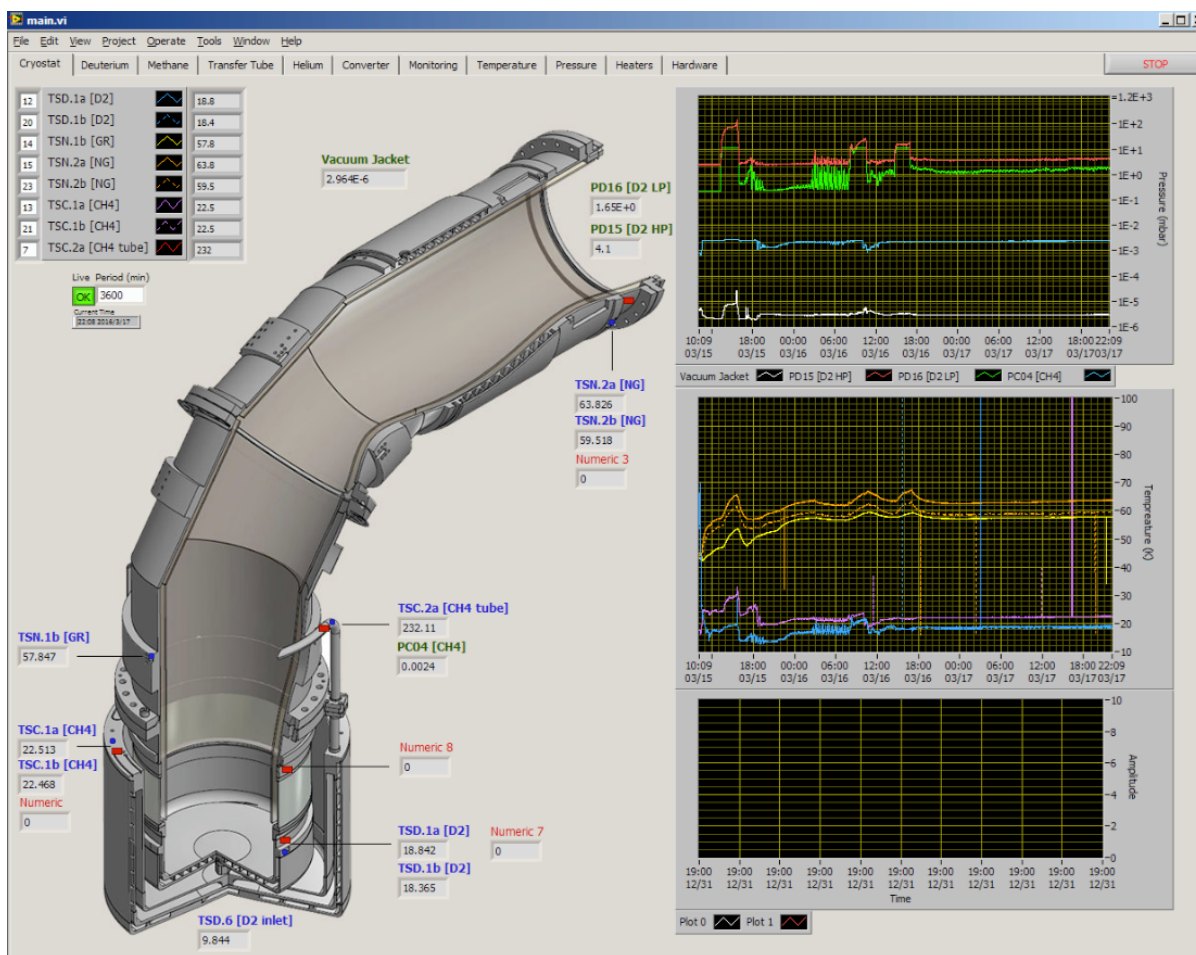 main.vi
File Edit View Project Operate Tools Window Help
Cryostat Deuterium Methane Transfer Tube Helium Converter Monitoring Temperature Pressure Heaters Hardware STOP
12 TSD.1a [D2] 18.8
20 TSD.1b [D2] 18.4
14 TSN.1b [GR] 57.8
15 TSN.2a [NG] 63.8
23 TSN.2b [NG] 59.5
13 TSC.1a [CH4] 22.5
21 TSC.1b [CH4] 22.5
7 TSC.2a [CH4 tube] 232
Live Period (min)
OK 3600
Current Time
22:08 2016/3/17
Vacuum Jacket
2.964E-6
PD16 [D2 LP]
1.65E+0
PD15 [D2 HP]
4.1
TSN.2a [NG]
63.826
TSN.2b [NG]
59.518
Numeric 3
0
TSC.2a [CH4 tube]
232.11
PC04 [CH4]
0.0024
TSN.1b [GR]
57.847
TSC.1a [CH4]
22.513
TSC.1b [CH4]
22.468
Numeric
0
Numeric 8
0
TSD.1a [D2]
18.842
TSD.1b [D2]
18.365
Numeric 7
0
TSD.6 [D2 inlet]
9.844
1.2E+3
1E+2
1E+1
1E+0
1E-2
1E-3
1E-4
1E-5
1E-6
Pressure (mbar)
10:09 18:00 00:00 06:00 12:00 18:00 00:00 06:00 12:00 18:00 22:09
03/15 03/15 03/16 03/16 03/16 03/16 03/17 03/17 03/17 03/17 03/17
Vacuum Jacket PD15 [D2 HP] PD16 [D2 LP] PC04 [CH4]
100
90
80
70
60
50
40
30
20
10
Tempreature (K)
10:09 18:00 00:00 06:00 12:00 18:00 00:00 06:00 12:00 18:00 22:09
03/15 03/15 03/16 03/16 03/16 03/16 03/17 03/17 03/17 03/17 03/17
10
8
6
4
2
0
Amplitude
19:00 19:00 19:00 19:00 19:00 19:00 19:00 19:00 19:00 19:00 19:00
12/31 12/31 12/31 12/31 12/31 12/31 12/31 12/31 12/31 12/31 12/31
Time
Plot 0 Plot 1